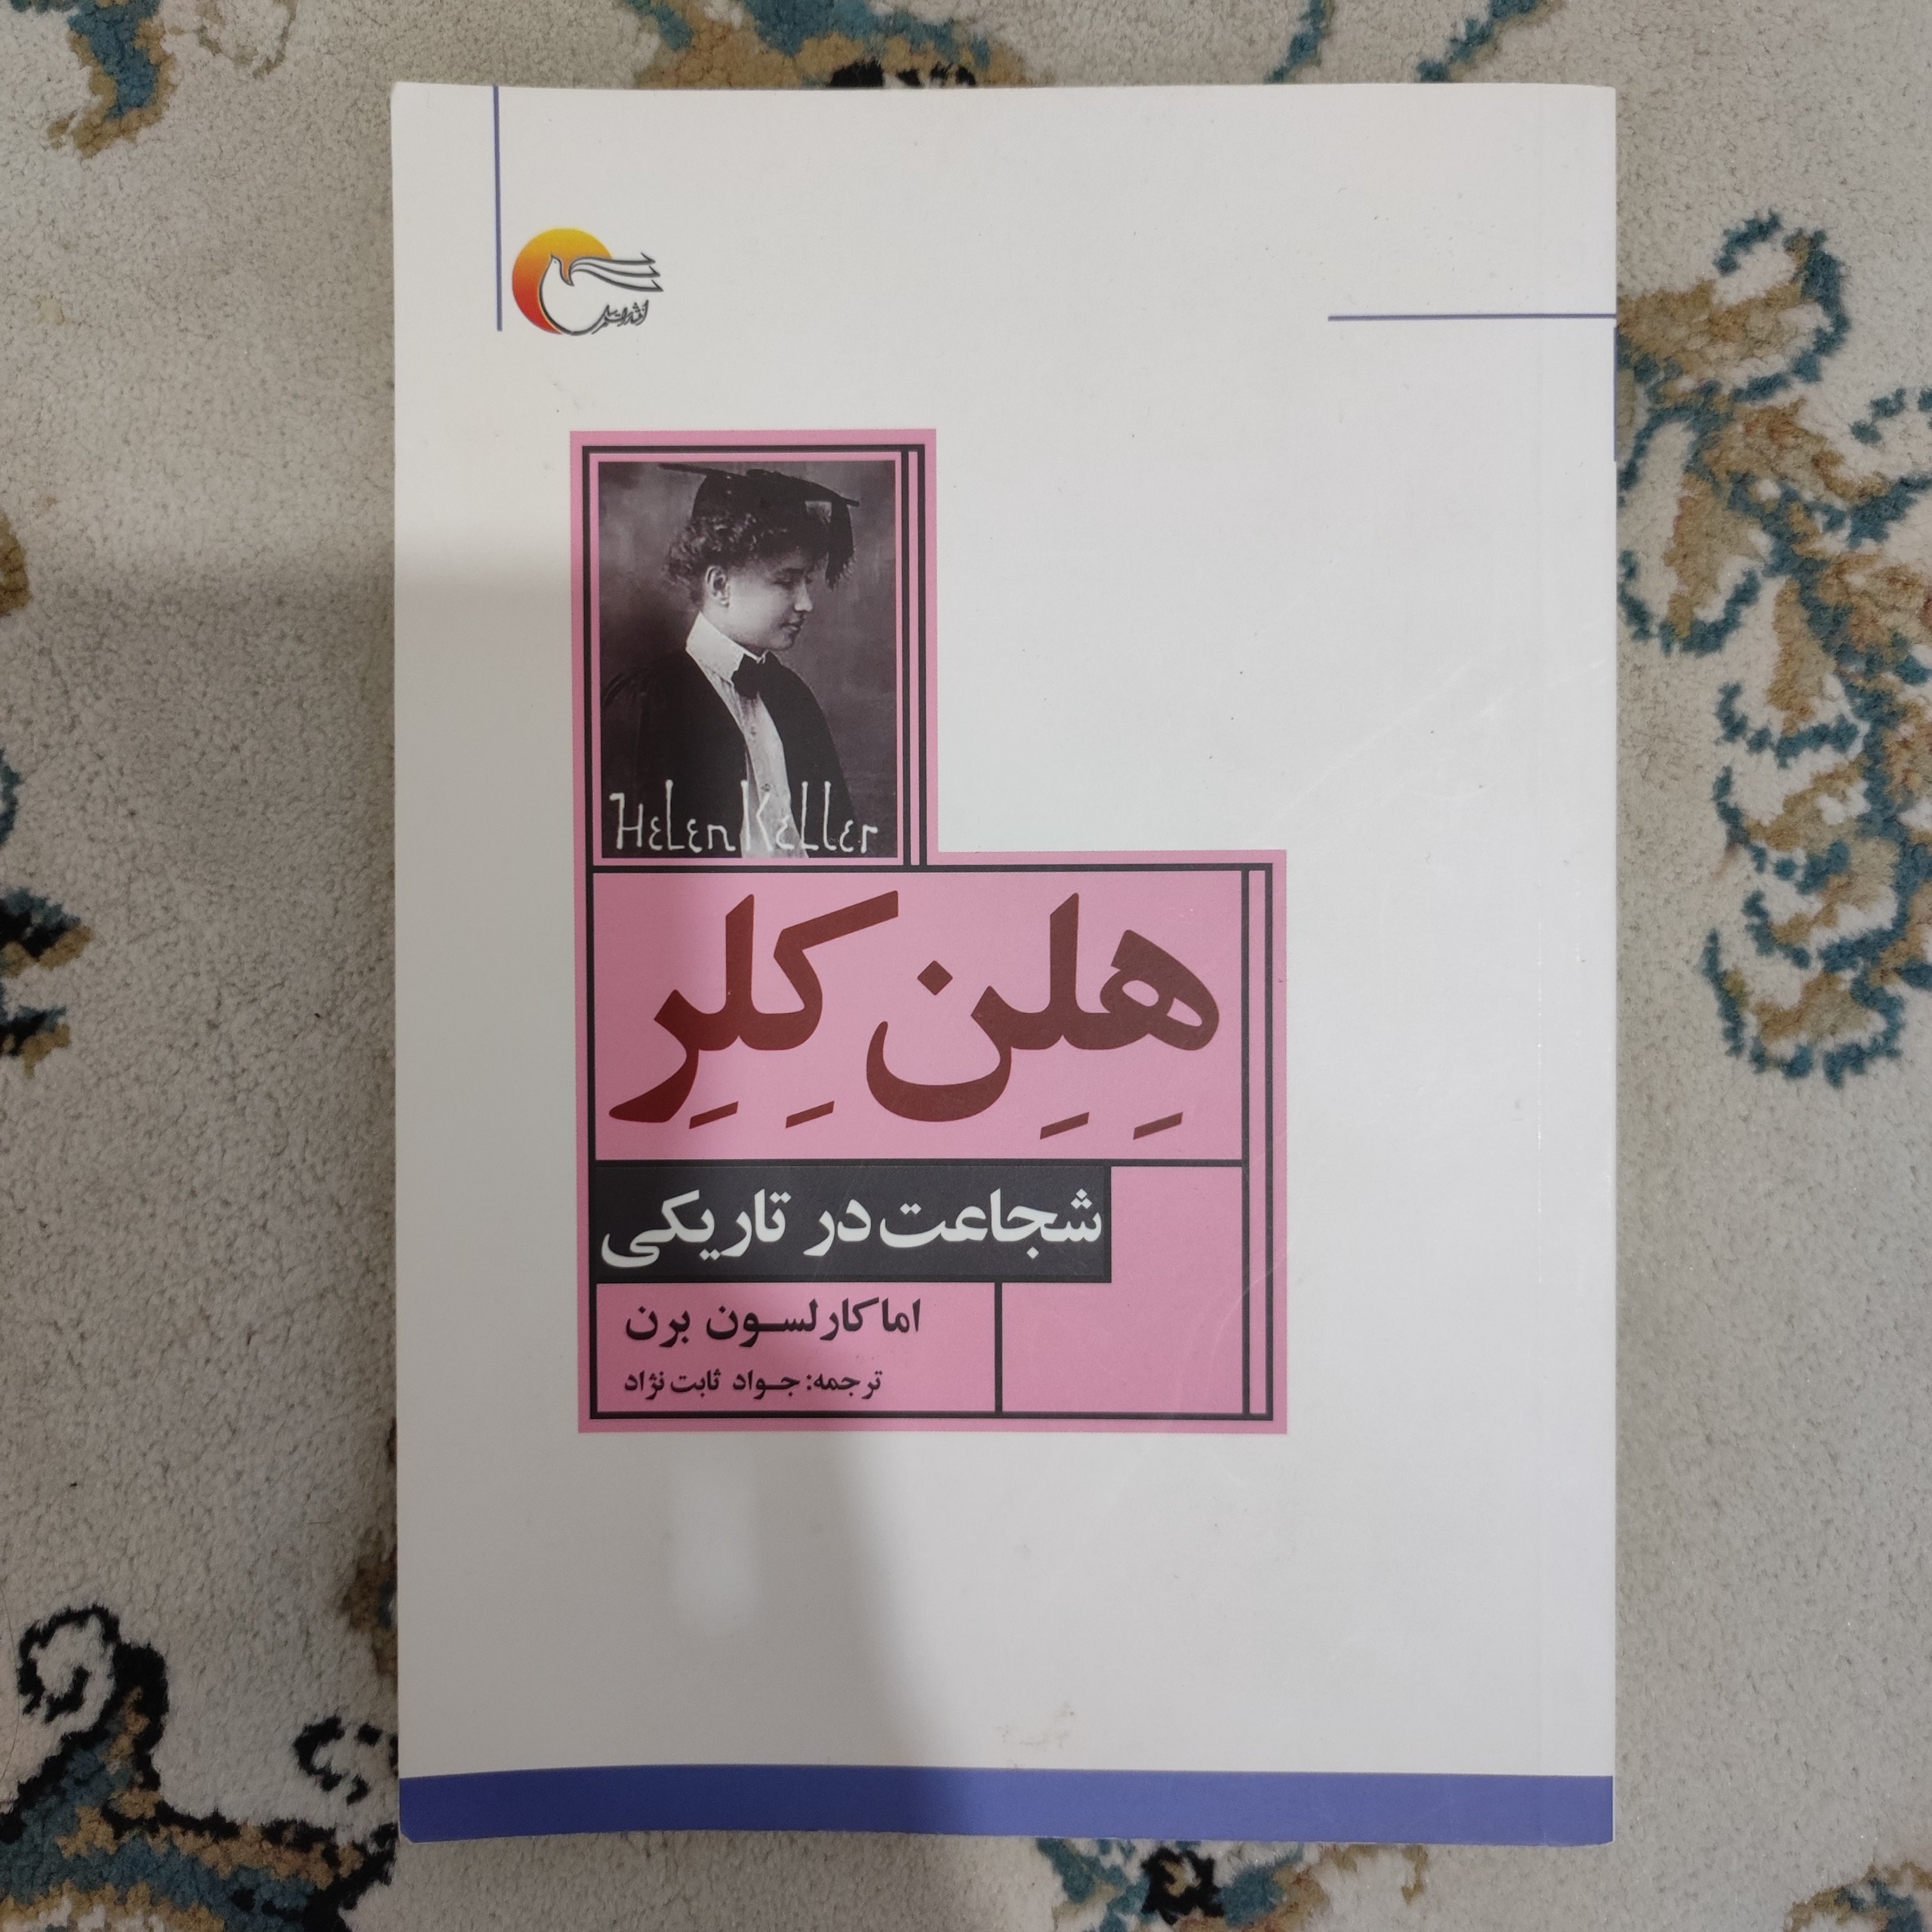 Helen Keller
هِلِن کِلِر
شجاعت در تاریکی
اما کارلسون برن
ترجمه: جواد ثابت نژاد